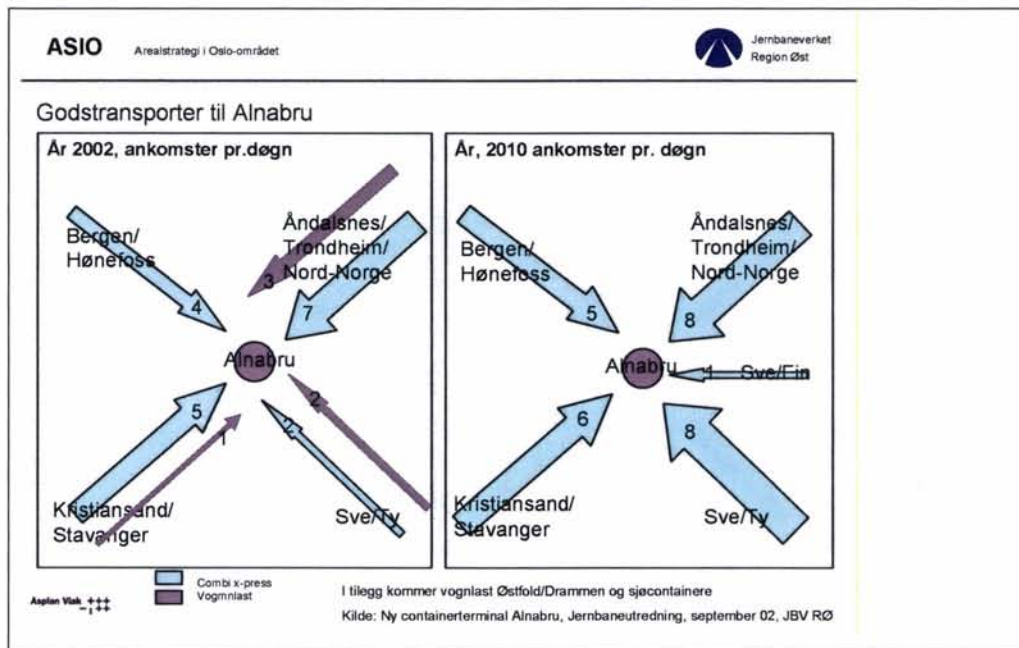 ASIO Arealstrategi i Oslo-området
Jernbaneverket
Region Øst
Godstransporter til Alnabru
År 2002, ankomster pr.døgn
Bergen/
Hønefoss
Åndalsnes/
Trondheim/
Nord-Norge
3
4
7
Alnabru
5
1
2
2
Kristiansand/
Stavanger
Sve/Ty
År, 2010 ankomster pr. døgn
Bergen/
Hønefoss
Åndalsnes/
Trondheim/
Nord-Norge
5
8
Alnabru
1 Sve/Fin
6
8
Kristiansand/
Stavanger
Sve/Ty
Combi x-press
Vogmnlast
Asplan Viak
I tilegg kommer vognlast Østfold/Drammen og sjøcontainere
Kilde: Ny containerterminal Alnabru, Jernbaneutredning, september 02, JBV RØ